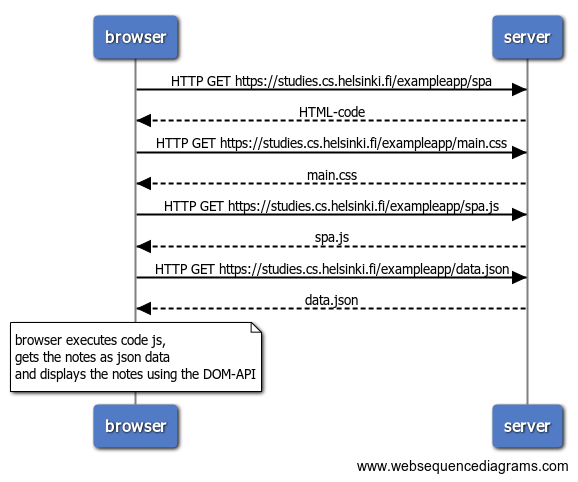 browser
server
HTTP GET https://studies.cs.helsinki.fi/exampleapp/spa
HTML-code
HTTP GET https://studies.cs.helsinki.fi/exampleapp/main.css
main.css
HTTP GET https://studies.cs.helsinki.fi/exampleapp/spa.js
spa.js
HTTP GET https://studies.cs.helsinki.fi/exampleapp/data.json
data.json
browser executes code js,
gets the notes as json data
and displays the notes using the DOM-API
browser
server
www.websequencediagrams.com